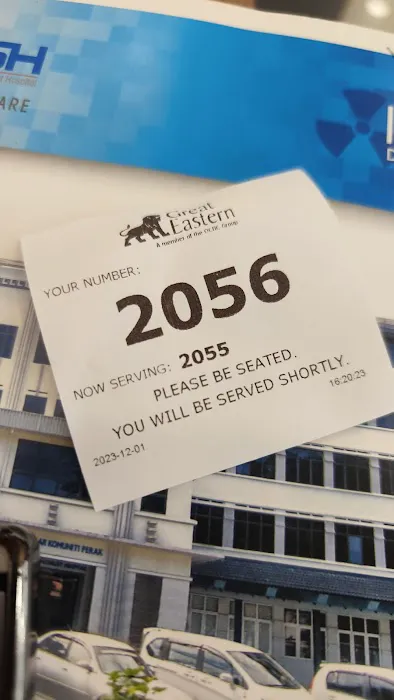 SH
ARE
Great
Eastern
A member of the OCBC Group
YOUR NUMBER:
2056
NOW SERVING: 2055
PLEASE BE SEATED.
YOU WILL BE SERVED SHORTLY.
2023-12-01
16:20:23
AR KOMUNITI PERAK